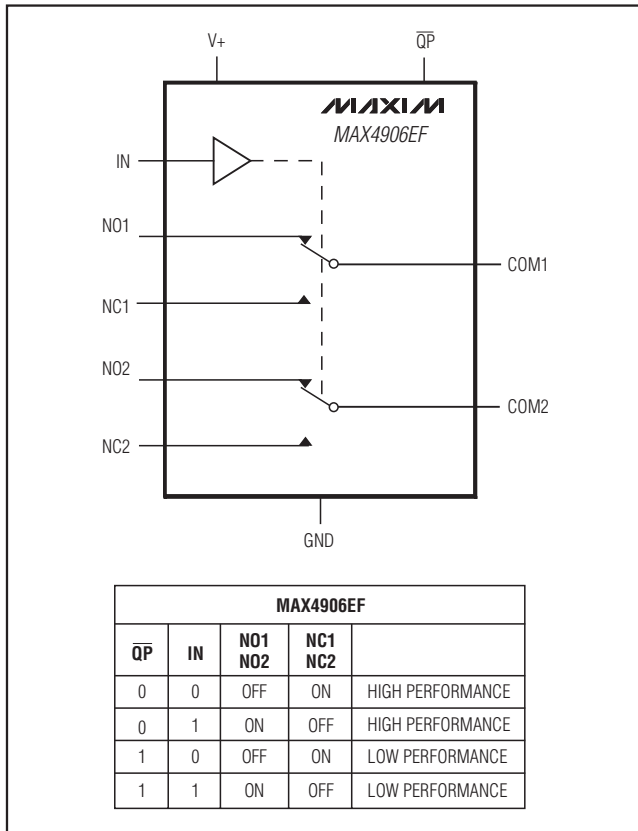 V+ Q̅P̅
MAXIM
MAX4906EF
IN
NO1
COM1
NC1
NO2
COM2
NC2
GND
MAX4906EF
Q̅P̅ IN NO1 NO2 NC1 NC2
0 0 OFF ON HIGH PERFORMANCE
0 1 ON OFF HIGH PERFORMANCE
1 0 OFF ON LOW PERFORMANCE
1 1 ON OFF LOW PERFORMANCE